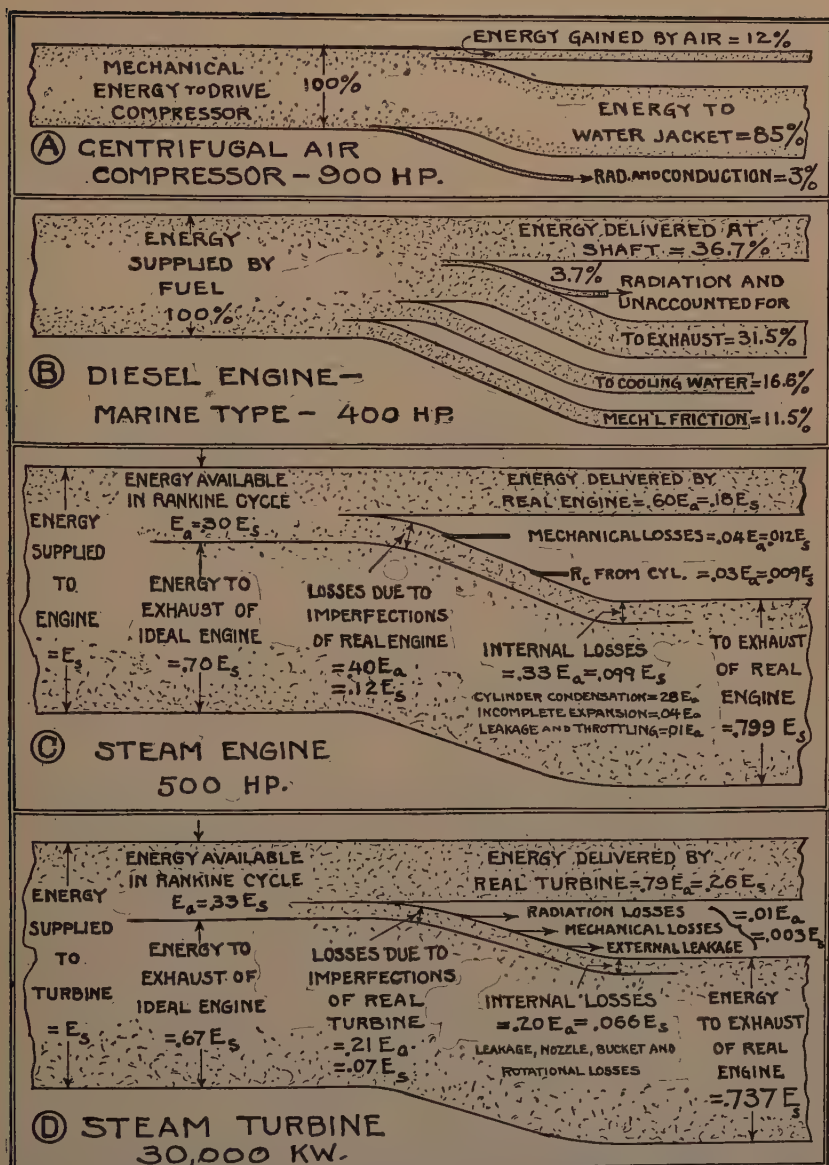 ENERGY GAINED BY AIR = 12%
MECHANICAL
ENERGY TO DRIVE
COMPRESSOR
100%
ENERGY TO
WATER JACKET = 85%
RAD. AND CONDUCTION = 3%
A CENTRIFUGAL AIR
COMPRESSOR – 900 HP.
ENERGY
SUPPLIED BY
FUEL
100%
ENERGY DELIVERED AT
SHAFT = 36.7%
3.7% RADIATION AND
UNACCOUNTED FOR
TO EXHAUST = 31.5%
TO COOLING WATER = 16.6%
MECH'L FRICTION = 11.5%
B DIESEL ENGINE –
MARINE TYPE – 400 HP.
ENERGY AVAILABLE
IN RANKINE CYCLE
Ea = .30 Es
ENERGY
SUPPLIED
TO
ENGINE
= Es
ENERGY TO
EXHAUST OF
IDEAL ENGINE
= .70 Es
LOSSES DUE TO
IMPERFECTIONS
OF REAL ENGINE
= .40 Ea
= .12 Es
ENERGY DELIVERED BY
REAL ENGINE = .60 Ea = .18 Es
MECHANICAL LOSSES = .04 Ea = .012 Es
Rc FROM CYL. = .03 Ea = .009 Es
INTERNAL LOSSES
= .33 Ea = .099 Es
CYLINDER CONDENSATION = 28 Ea
INCOMPLETE EXPANSION = .04 Ea
LEAKAGE AND THROTTLING = .01 Ea
TO EXHAUST
OF REAL
ENGINE
= .799 Es
C STEAM ENGINE
500 HP.
ENERGY AVAILABLE
IN RANKINE CYCLE
Ea = .33 Es
ENERGY
SUPPLIED
TO
TURBINE
= Es
ENERGY TO
EXHAUST OF
IDEAL ENGINE
= .67 Es
LOSSES DUE TO
IMPERFECTIONS
OF REAL
TURBINE
= .21 Ea
= .07 Es
ENERGY DELIVERED BY
REAL TURBINE = .79 Ea = .26 Es
RADIATION LOSSES
MECHANICAL LOSSES
EXTERNAL LEAKAGE
= .01 Ea
= .003 Es
INTERNAL LOSSES
= .20 Ea = .066 Es
LEAKAGE, NOZZLE, BUCKET AND
ROTATIONAL LOSSES
ENERGY
TO EXHAUST
OF REAL
ENGINE
= .737 Es
D STEAM TURBINE
30,000 KW.